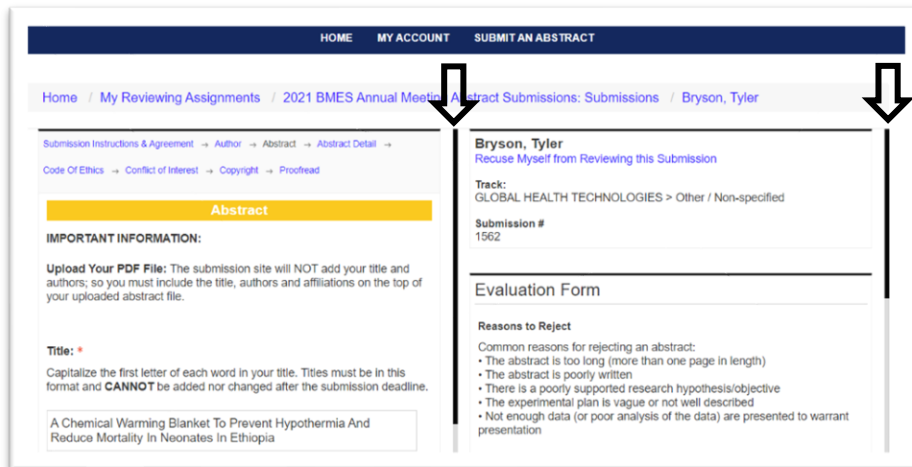 HOME MY ACCOUNT SUBMIT AN ABSTRACT
Home / My Reviewing Assignments / 2021 BMES Annual Meeting Abstract Submissions: Submissions / Bryson, Tyler
Submission Instructions & Agreement → Author → Abstract → Abstract Detail →
Code Of Ethics → Conflict of Interest → Copyright → Proofread
Abstract
IMPORTANT INFORMATION:
Upload Your PDF File: The submission site will NOT add your title and
authors; so you must include the title, authors and affiliations on the top of
your uploaded abstract file.
Title: *
Capitalize the first letter of each word in your title. Titles must be in this
format and CANNOT be added nor changed after the submission deadline.
A Chemical Warming Blanket To Prevent Hypothermia And
Reduce Mortality In Neonates In Ethiopia
Bryson, Tyler
Recuse Myself from Reviewing this Submission
Track:
GLOBAL HEALTH TECHNOLOGIES > Other / Non-specified
Submission #
1562
Evaluation Form
Reasons to Reject
Common reasons for rejecting an abstract:
• The abstract is too long (more than one page in length)
• The abstract is poorly written
• There is a poorly supported research hypothesis/objective
• The experimental plan is vague or not well described
• Not enough data (or poor analysis of the data) are presented to warrant
presentation